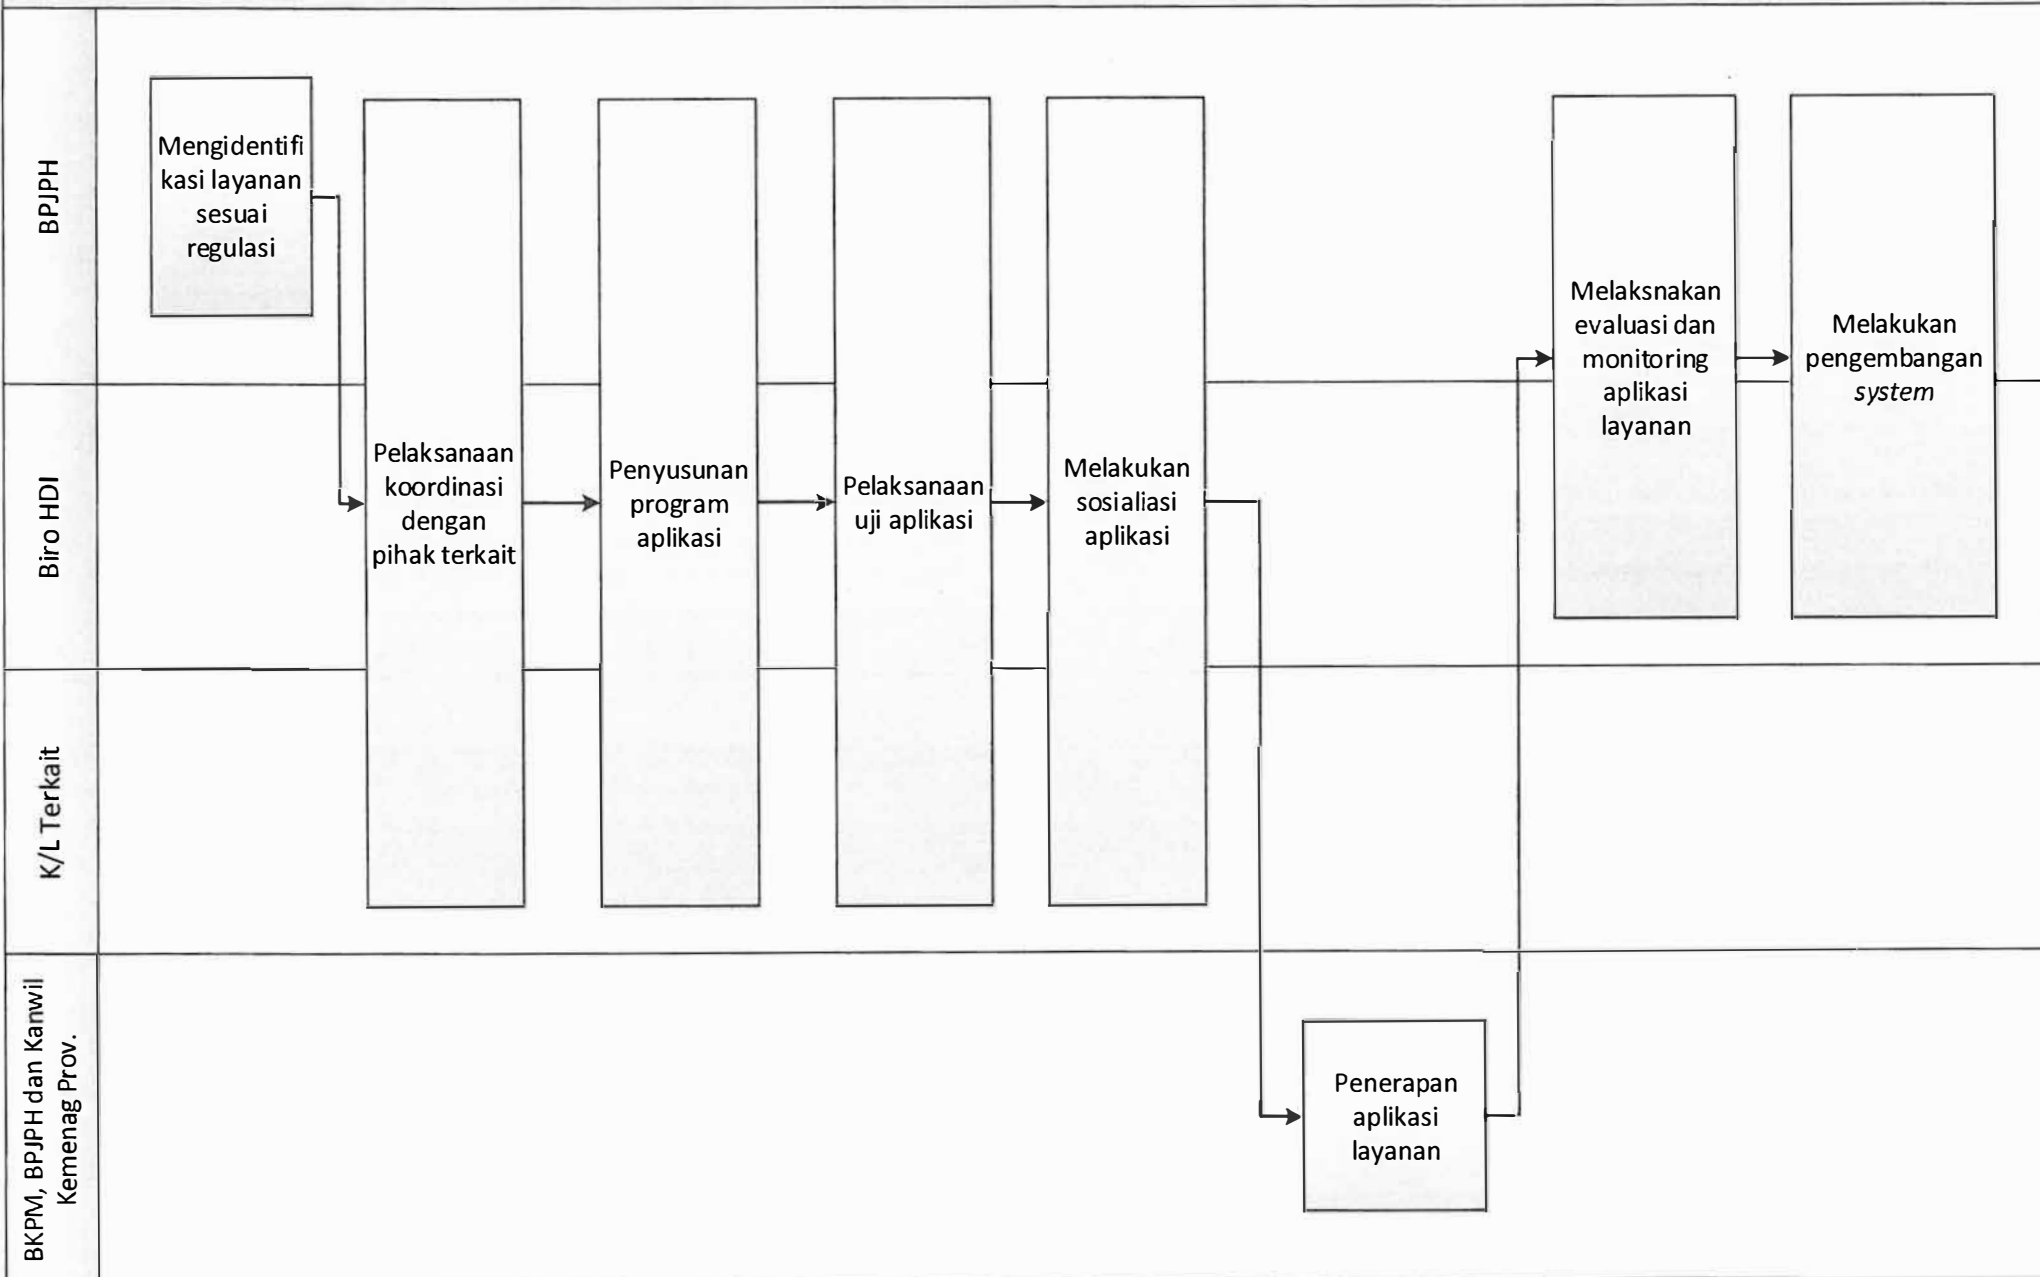 BPJPH
Mengidentifi
kasi layanan
sesuai
regulasi
Biro HDI
Pelaksanaan
koordinasi
dengan
pihak terkait
Penyusunan
program
aplikasi
Pelaksanaan
uji aplikasi
Melakukan
sosialiasi
aplikasi
Melaksnakan
evaluasi dan
monitoring
aplikasi
layanan
Melakukan
pengembangan
system
K/L Terkait
BKPM, BPJPH dan Kanwil
Kemenag Prov.
Penerapan
aplikasi
layanan